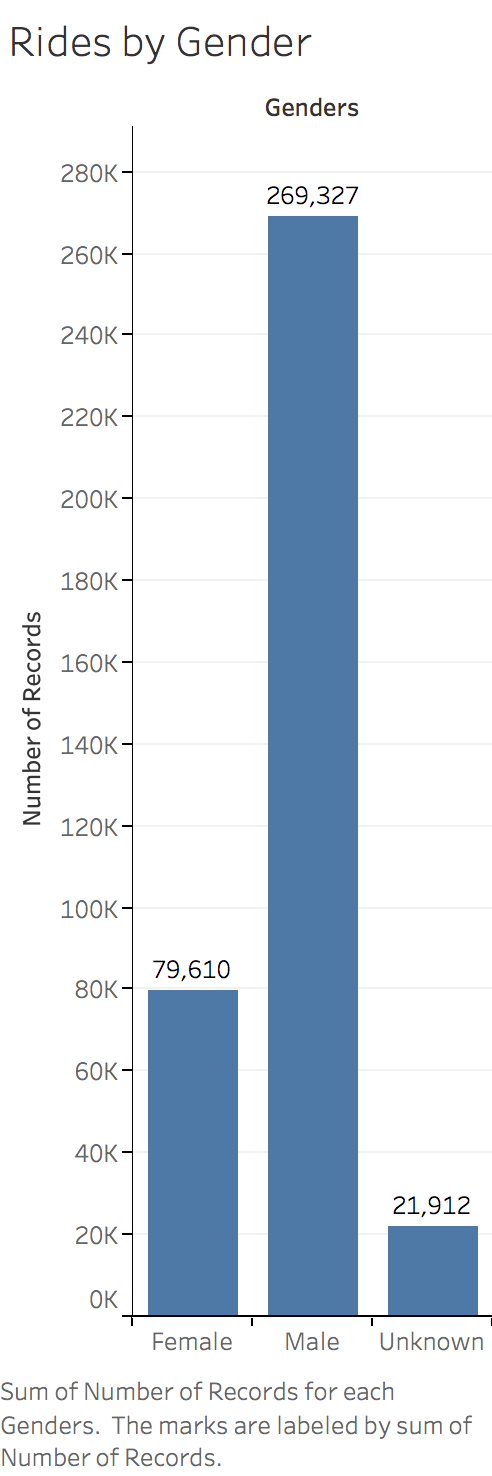 Rides by Gender
Genders
280K
269,327
260K
240K
220K
200K
180K
160K
140K
120K
100K
80K
60K
40K
20K
0K
Number of Records
79,610
21,912
Female Male Unknown
Sum of Number of Records for each
Genders.  The marks are labeled by sum of
Number of Records.